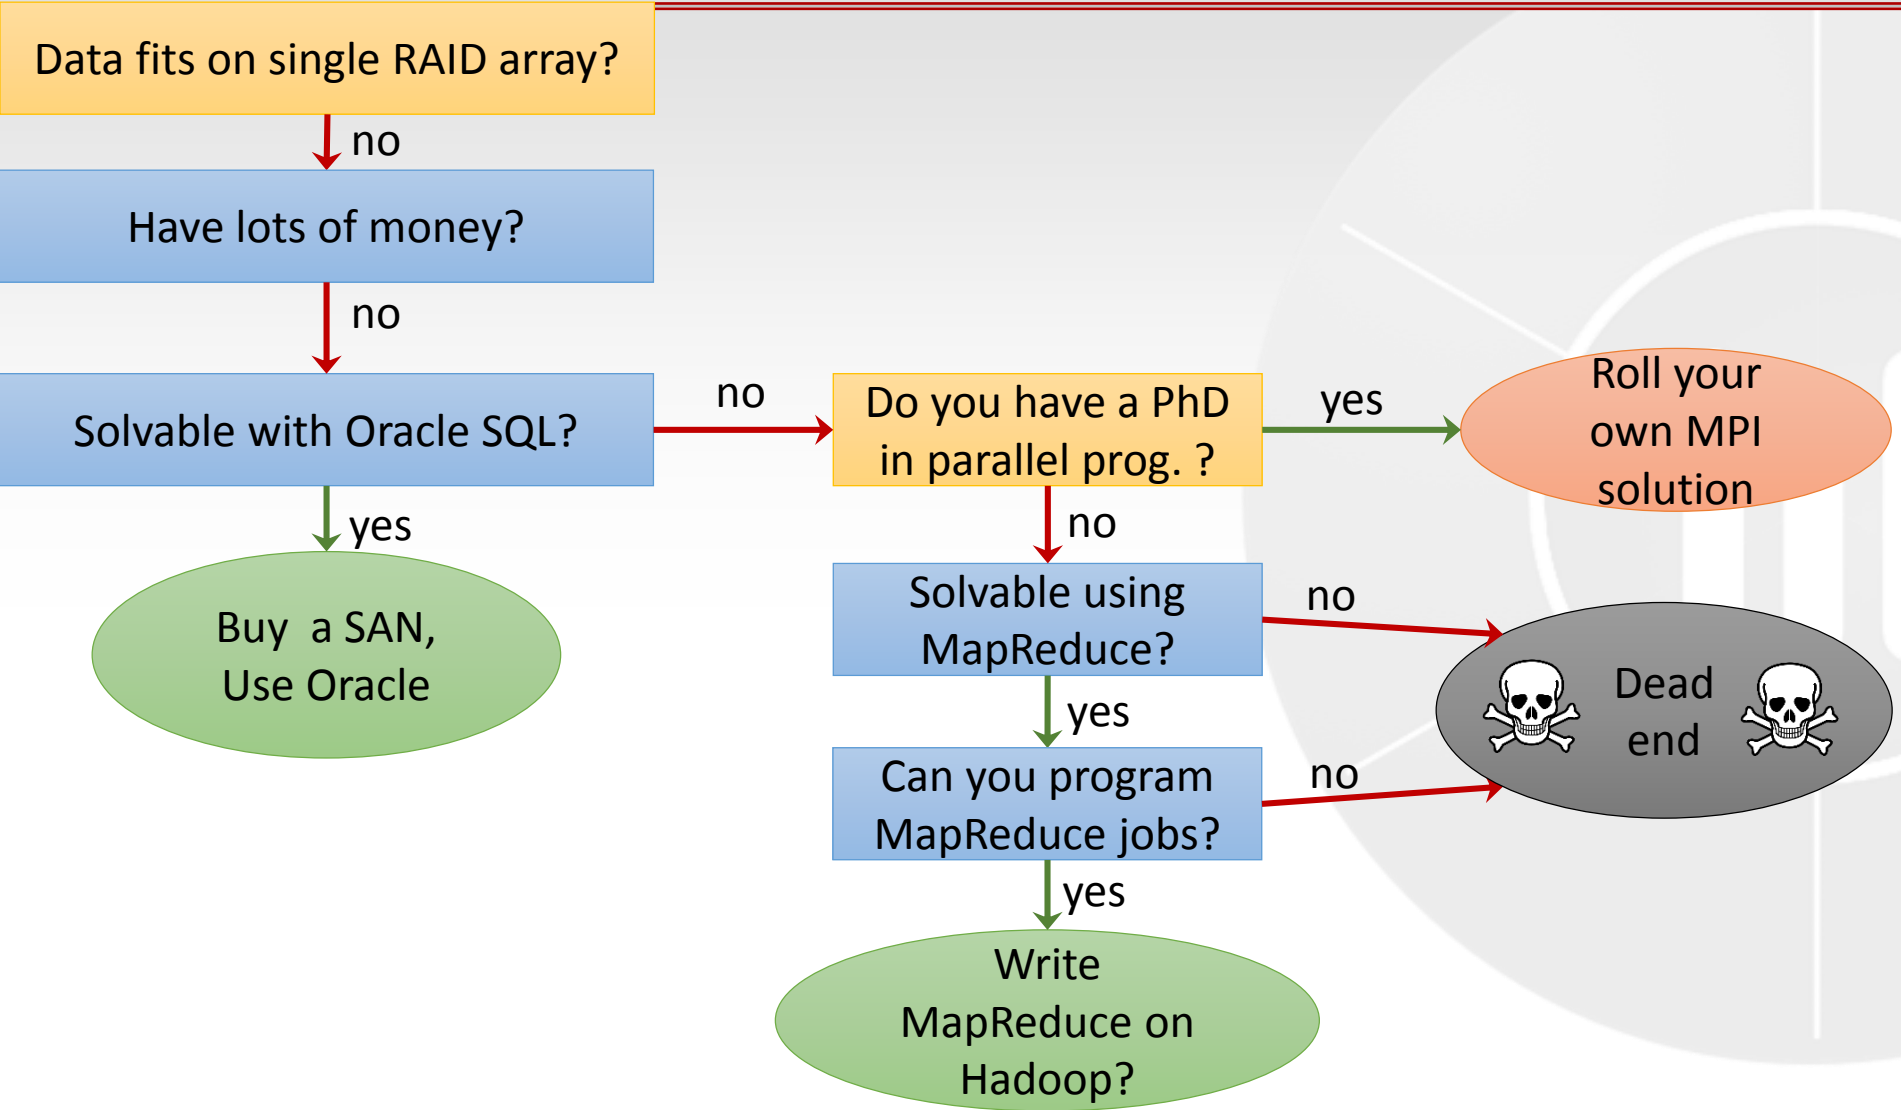 Data fits on single RAID array?
no
Have lots of money?
no
Solvable with Oracle SQL?
no
Do you have a PhD
in parallel prog. ?
yes
Roll your
own MPI
solution
yes
no
Buy a SAN,
Use Oracle
Solvable using
MapReduce?
no
Dead
end
yes
Can you program
MapReduce jobs?
no
yes
Write
MapReduce on
Hadoop?